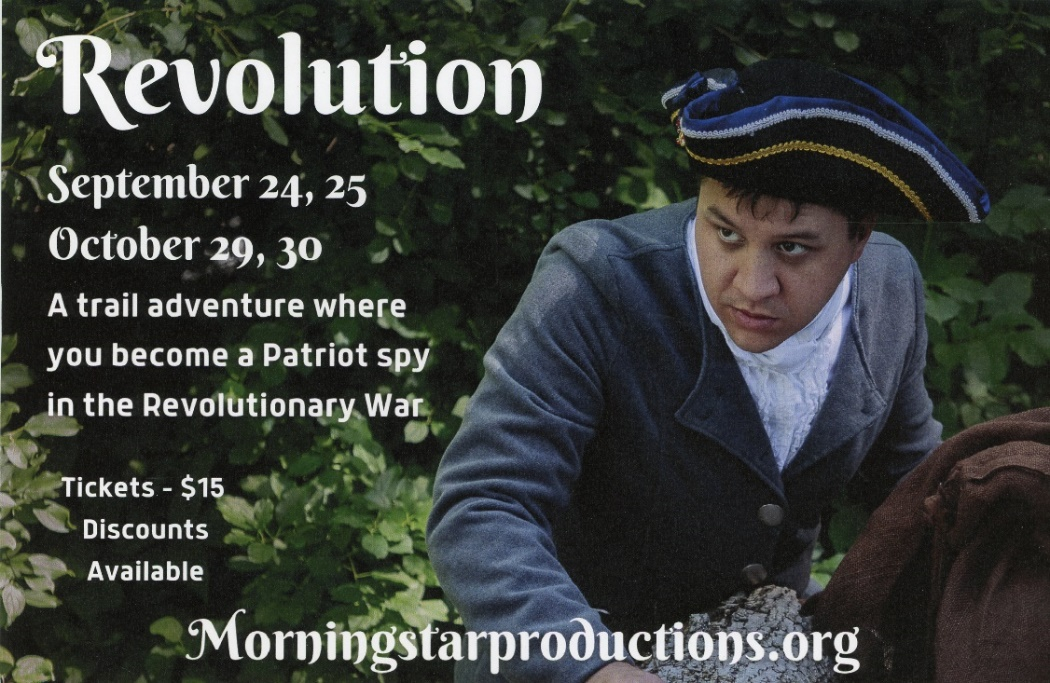 Revolution
September 24, 25
October 29, 30
A trail adventure where
you become a Patriot spy
in the Revolutionary War
Tickets - $15
Discounts
Available
Morningstarproductions.org